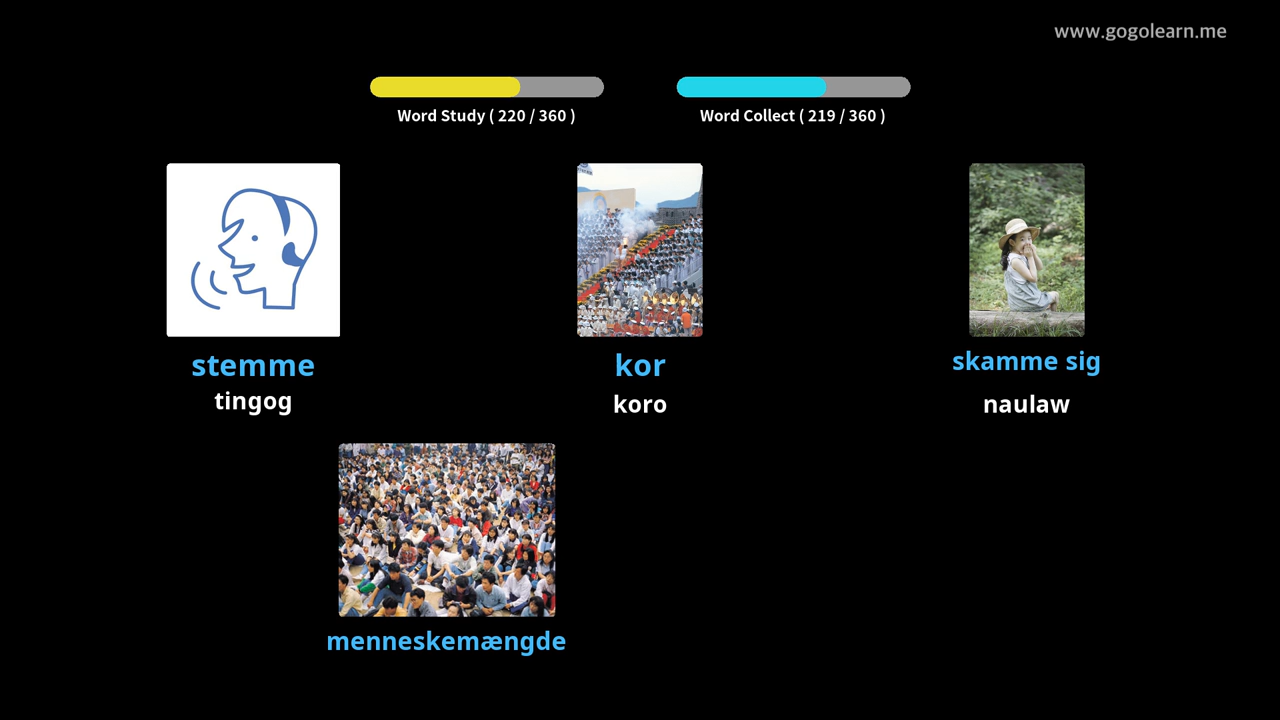 www.gogolearn.me
Word Study ( 220 / 360 )
Word Collect ( 219 / 360 )
stemme
tingog
kor
koro
skamme sig
naulaw
menneskemængde